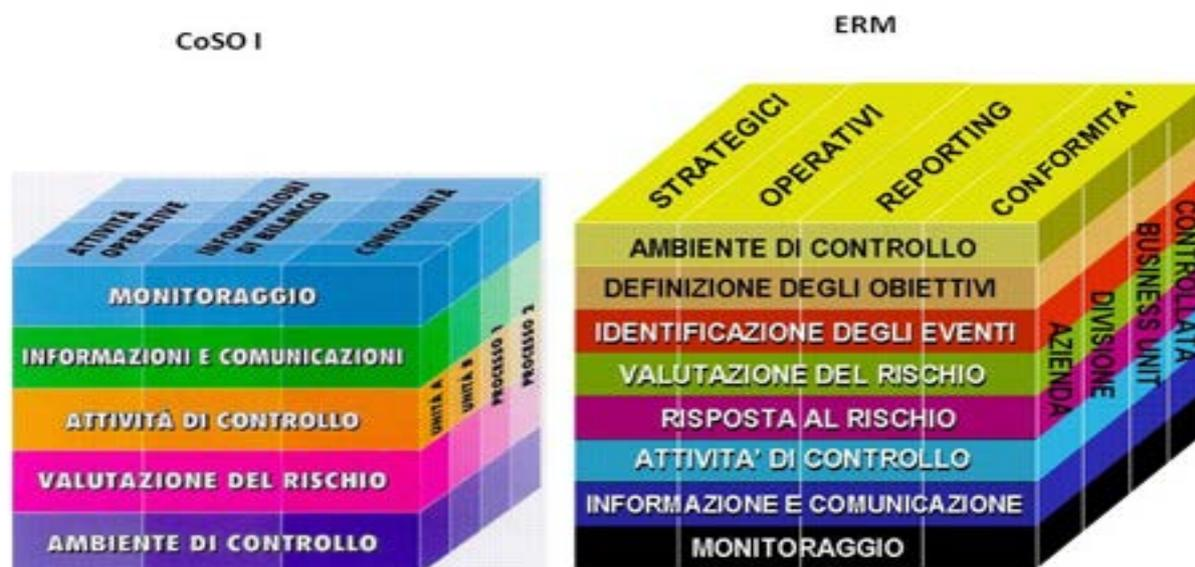 CoSO I
ATTIVITÀ
OPERATIVE
INFORMAZIONI
DI BILANCIO
CONFORMITÀ
MONITORAGGIO
INFORMAZIONI E COMUNICAZIONI
ATTIVITÀ DI CONTROLLO
VALUTAZIONE DEL RISCHIO
AMBIENTE DI CONTROLLO
UNITÀ A
UNITÀ B
PROCESSO 1
PROCESSO 2
ERM
STRATEGICI
OPERATIVI
REPORTING
CONFORMITA'
AMBIENTE DI CONTROLLO
DEFINIZIONE DEGLI OBIETTIVI
IDENTIFICAZIONE DEGLI EVENTI
VALUTAZIONE DEL RISCHIO
RISPOSTA AL RISCHIO
ATTIVITA' DI CONTROLLO
INFORMAZIONE E COMUNICAZIONE
MONITORAGGIO
AZIENDA
DIVISIONE
BUSINESS UNIT
CONTROLLATA